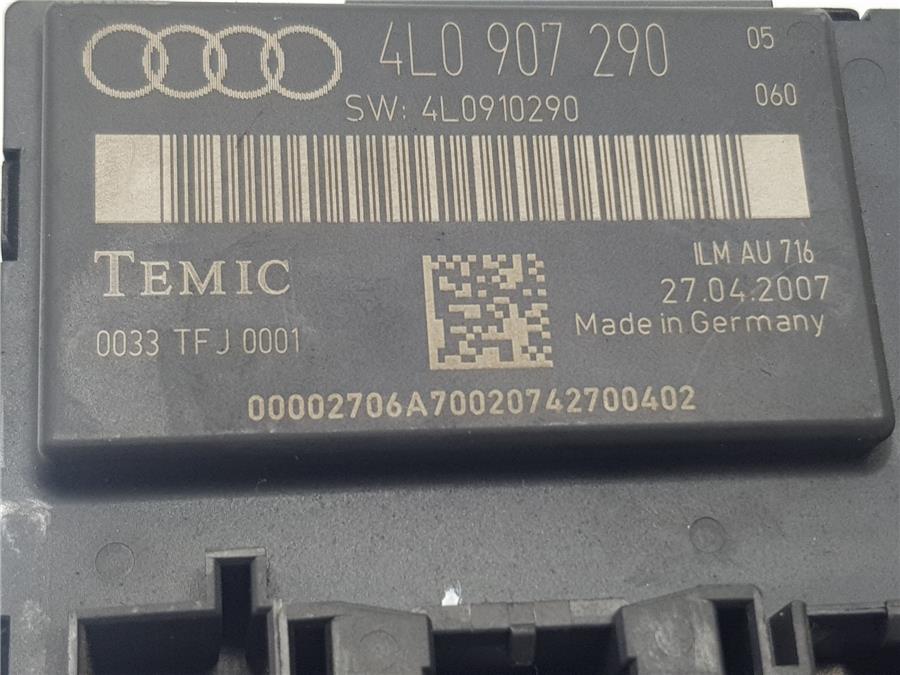 4L0 907 290 05
SW: 4L0910290 060
TEMIC
ILM AU 716
27.04.2007
0033 TFJ 0001
Made in Germany
00002706A70020742700402